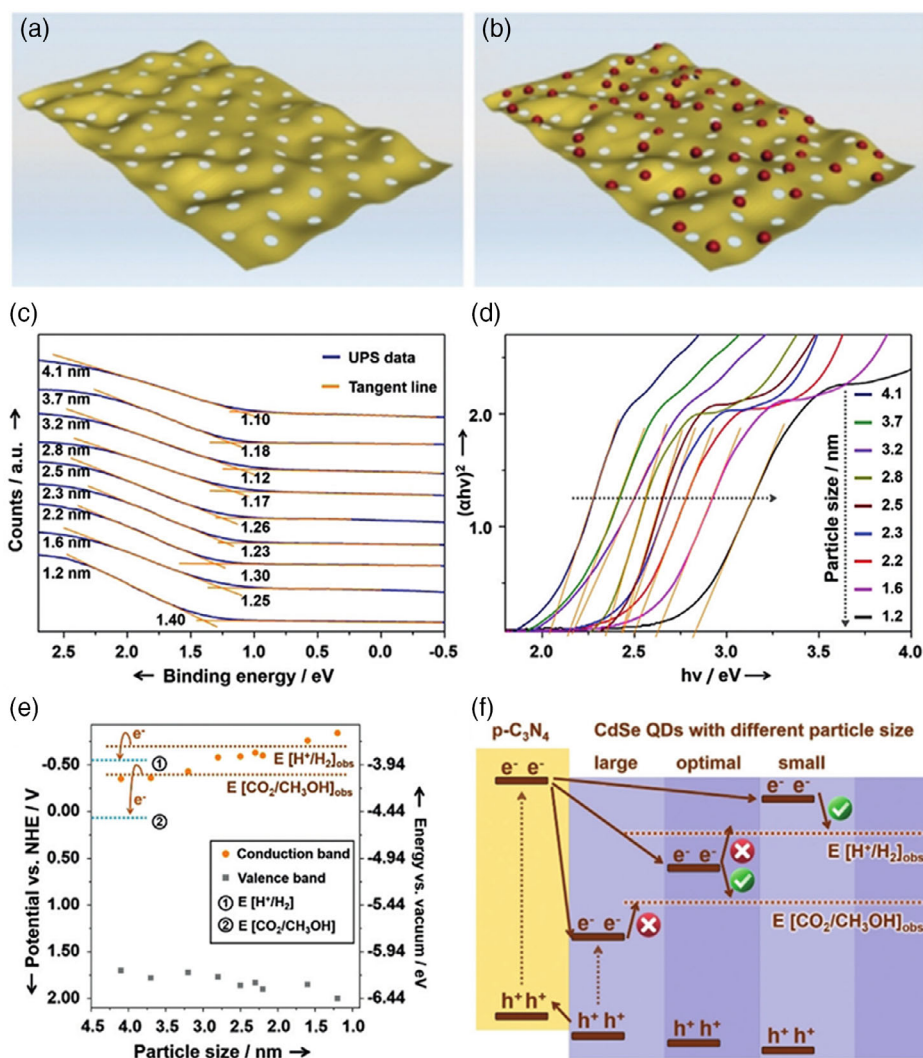 (a)
(b)
(c)
Counts / a.u. →
4.1 nm
3.7 nm
3.2 nm
2.8 nm
2.5 nm
2.3 nm
2.2 nm
1.6 nm
1.2 nm
UPS data
Tangent line
1.10
1.18
1.12
1.17
1.26
1.23
1.30
1.25
1.40
2.5 2.0 1.5 1.0 0.5 0.0 -0.5
← Binding energy / eV
(d)
(αhν)² →
2.0
1.0
4.1
3.7
3.2
2.8
2.5
2.3
2.2
1.6
1.2
Particle size / nm
2.0 2.5 3.0 3.5 4.0
hν / eV →
(e)
← Potential vs. NHE / V
-0.50
0.00
0.50
1.00
1.50
2.00
e⁻
①
E [H⁺/H₂]obs
e⁻
E [CO₂/CH₃OH]obs
②
Conduction band
Valence band
① E [H⁺/H₂]
② E [CO₂/CH₃OH]
-3.94
-4.44
-4.94
-5.44
-5.94
-6.44
← Energy vs. vacuum / eV
4.5 4.0 3.5 3.0 2.5 2.0 1.5 1.0
Particle size / nm →
(f)
p-C₃N₄ CdSe QDs with different particle size
large optimal small
e⁻ e⁻
e⁻ e⁻
E [H⁺/H₂]obs
e⁻ e⁻
E [CO₂/CH₃OH]obs
e⁻ e⁻
h⁺ h⁺
h⁺ h⁺
h⁺ h⁺
h⁺ h⁺